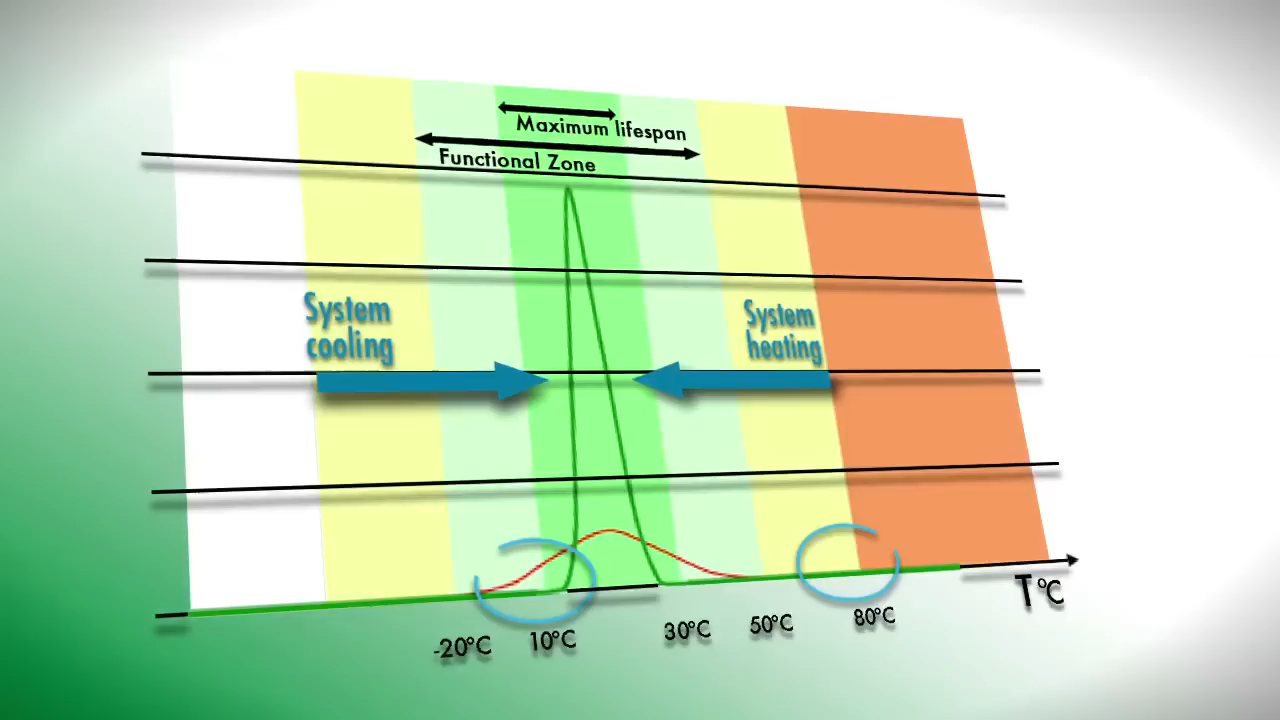 Maximum lifespan
Functional Zone
System
cooling
System
heating
-20°C
10°C
30°C
50°C
80°C
T °C